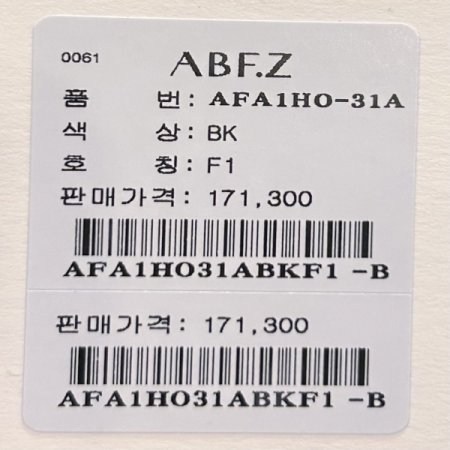 0061 ABF.Z
품 번: AFA1HO-31A
색 상: BK
호 칭: F1
판매가격: 171,300
AFA1HO31ABKF1 -B
판매가격: 171,300
AFA1HO31ABKF1 -B